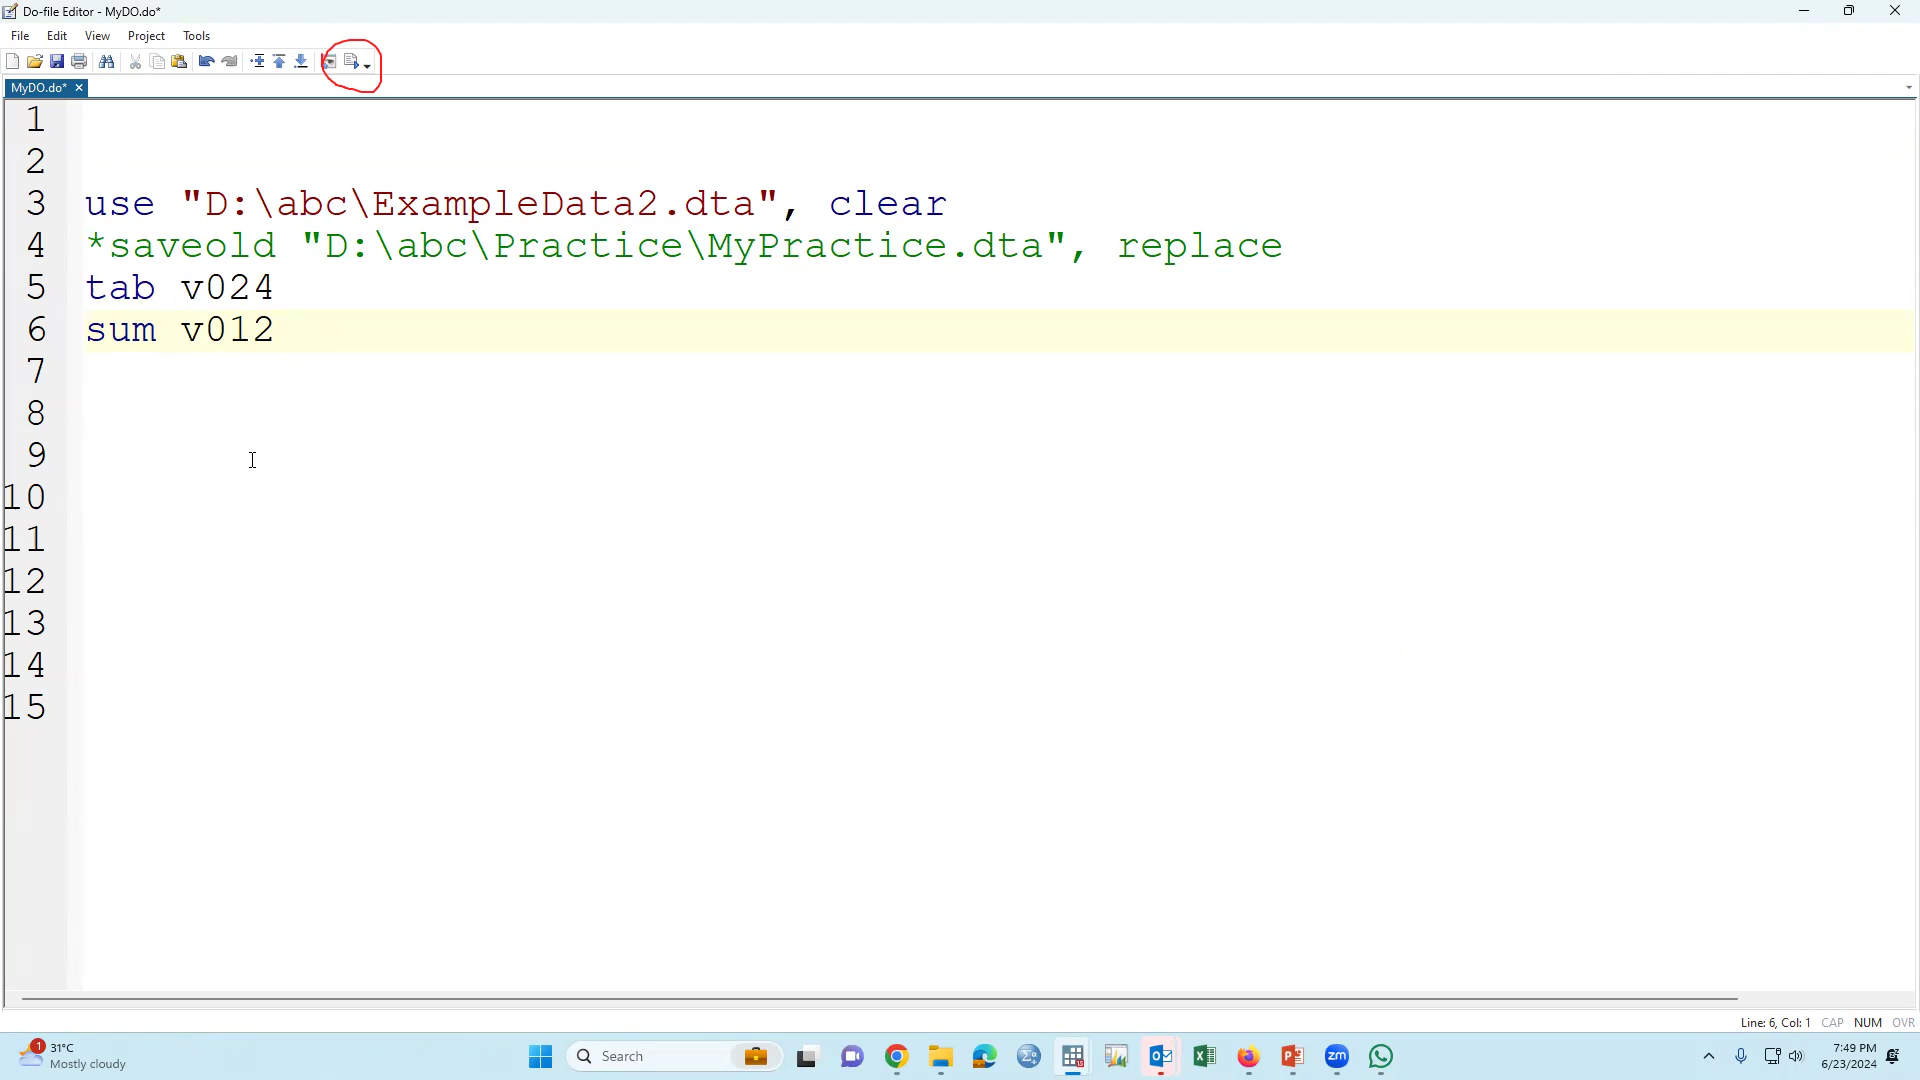 Do-file Editor - MyDO.do*
File Edit View Project Tools
MyDO.do*
1
2
3 use "D:\abc\ExampleData2.dta", clear
4 *saveold "D:\abc\Practice\MyPractice.dta", replace
5 tab v024
6 sum v012
7
8
9
10
11
12
13
14
15
Line: 6, Col: 1 CAP NUM OVR
1
31°C
Mostly cloudy
Search
zm
7:49 PM
6/23/2024